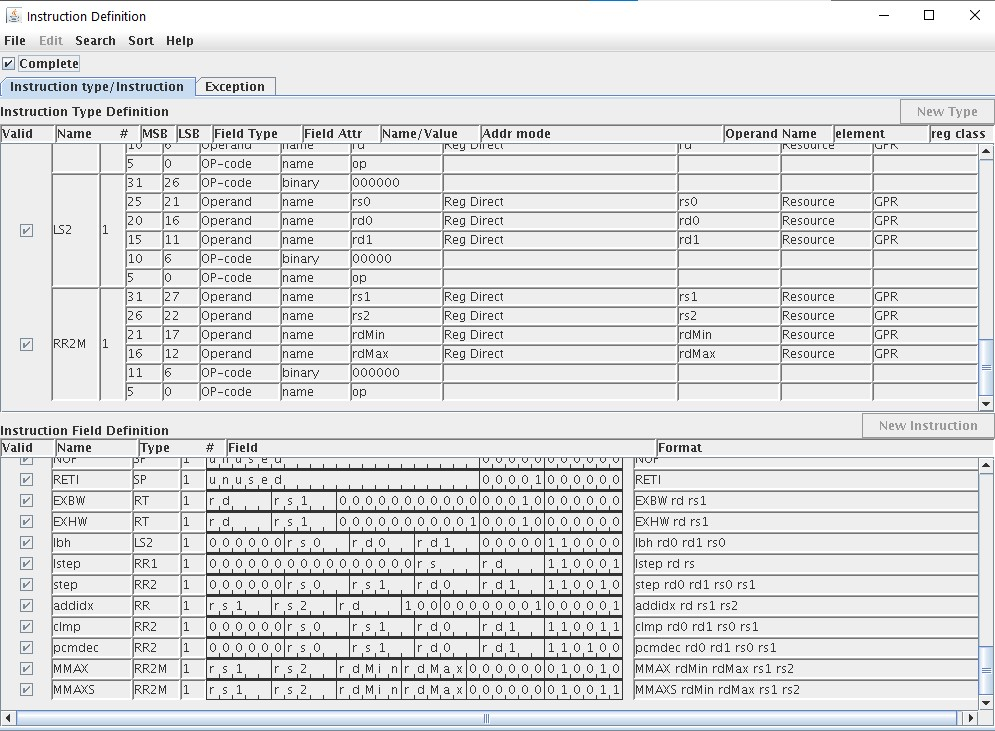 Instruction Definition
File Edit Search Sort Help
Complete
Instruction type/Instruction Exception
Instruction Type Definition New Type
Valid Name # MSB LSB Field Type Field Attr Name/Value Addr mode Operand Name element reg class
10 6 Operand name rd Reg Direct rd Resource GPR
5 0 OP-code name op
31 26 OP-code binary 000000
25 21 Operand name rs0 Reg Direct rs0 Resource GPR
20 16 Operand name rd0 Reg Direct rd0 Resource GPR
LS2 1
15 11 Operand name rd1 Reg Direct rd1 Resource GPR
10 6 OP-code binary 00000
5 0 OP-code name op
31 27 Operand name rs1 Reg Direct rs1 Resource GPR
26 22 Operand name rs2 Reg Direct rs2 Resource GPR
21 17 Operand name rdMin Reg Direct rdMin Resource GPR
RR2M 1
16 12 Operand name rdMax Reg Direct rdMax Resource GPR
11 6 OP-code binary 000000
5 0 OP-code name op
Instruction Field Definition New Instruction
Valid Name Type # Field Format
NOP SP 1 unused 00000 000000 NOP
RETI SP 1 unused 00001 000000 RETI
EXBW RT 1 rd rs1 00000000000 00010 000000 EXBW rd rs1
EXHW RT 1 rd rs1 00000000001 00010 000000 EXHW rd rs1
lbh LS2 1 000000 rs0 rd0 rd1 00000 110000 lbh rd0 rd1 rs0
lstep RR1 1 0000000000000000 rs rd 110001 lstep rd rs
step RR2 1 000000 rs0 rs1 rd0 rd1 110010 step rd0 rd1 rs0 rs1
addidx RR 1 rs1 rs2 rd 100 00000001 000001 addidx rd rs1 rs2
clmp RR2 1 000000 rs0 rs1 rd0 rd1 110011 clmp rd0 rd1 rs0 rs1
pcmdec RR2 1 000000 rs0 rs1 rd0 rd1 110100 pcmdec rd0 rd1 rs0 rs1
MMAX RR2M 1 rs1 rs2 rdMin rdMax 000000 010010 MMAX rdMin rdMax rs1 rs2
MMAXS RR2M 1 rs1 rs2 rdMin rdMax 000000 010011 MMAXS rdMin rdMax rs1 rs2